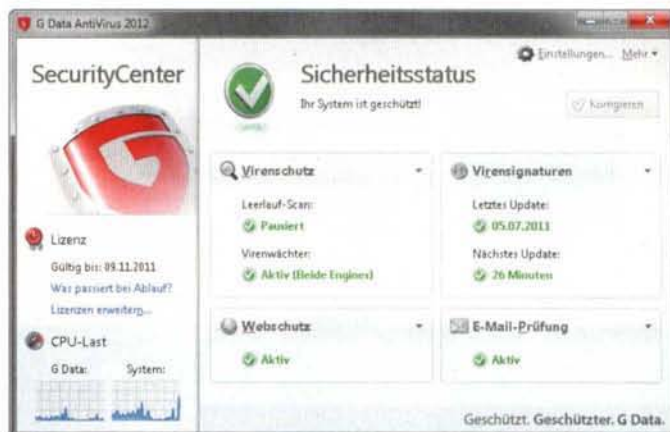 G Data AntiVirus 2012
SecurityCenter
Lizenz
Gültig bis: 09.11.2011
Was passiert bei Ablauf?
Lizenzen erweitern...
CPU-Last
G Data: System:
Einstellungen... Mehr
Sicherheitsstatus
Ihr System ist geschützt!
Korrigieren
Virenschutz
Leerlauf-Scan:
Pausiert
Virenwächter:
Aktiv (Beide Engines)
Virensignaturen
Letztes Update:
05.07.2011
Nächstes Update:
26 Minuten
Webschutz
Aktiv
E-Mail-Prüfung
Aktiv
Geschützt. Geschützter. G Data.